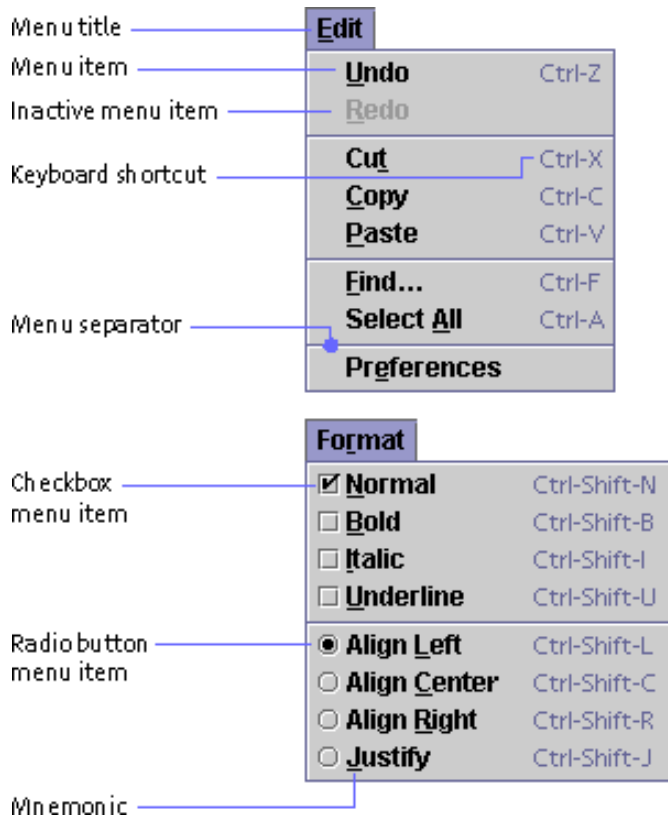 Menu title Edit
Menu item Undo Ctrl-Z
Inactive menu item Redo
Keyboard shortcut Cut Ctrl-X
Copy Ctrl-C
Paste Ctrl-V
Find... Ctrl-F
Menu separator Select All Ctrl-A
Preferences
Format
Checkbox Normal Ctrl-Shift-N
menu item Bold Ctrl-Shift-B
Italic Ctrl-Shift-I
Underline Ctrl-Shift-U
Radio button Align Left Ctrl-Shift-L
menu item Align Center Ctrl-Shift-C
Align Right Ctrl-Shift-R
Justify Ctrl-Shift-J
Mnemonic